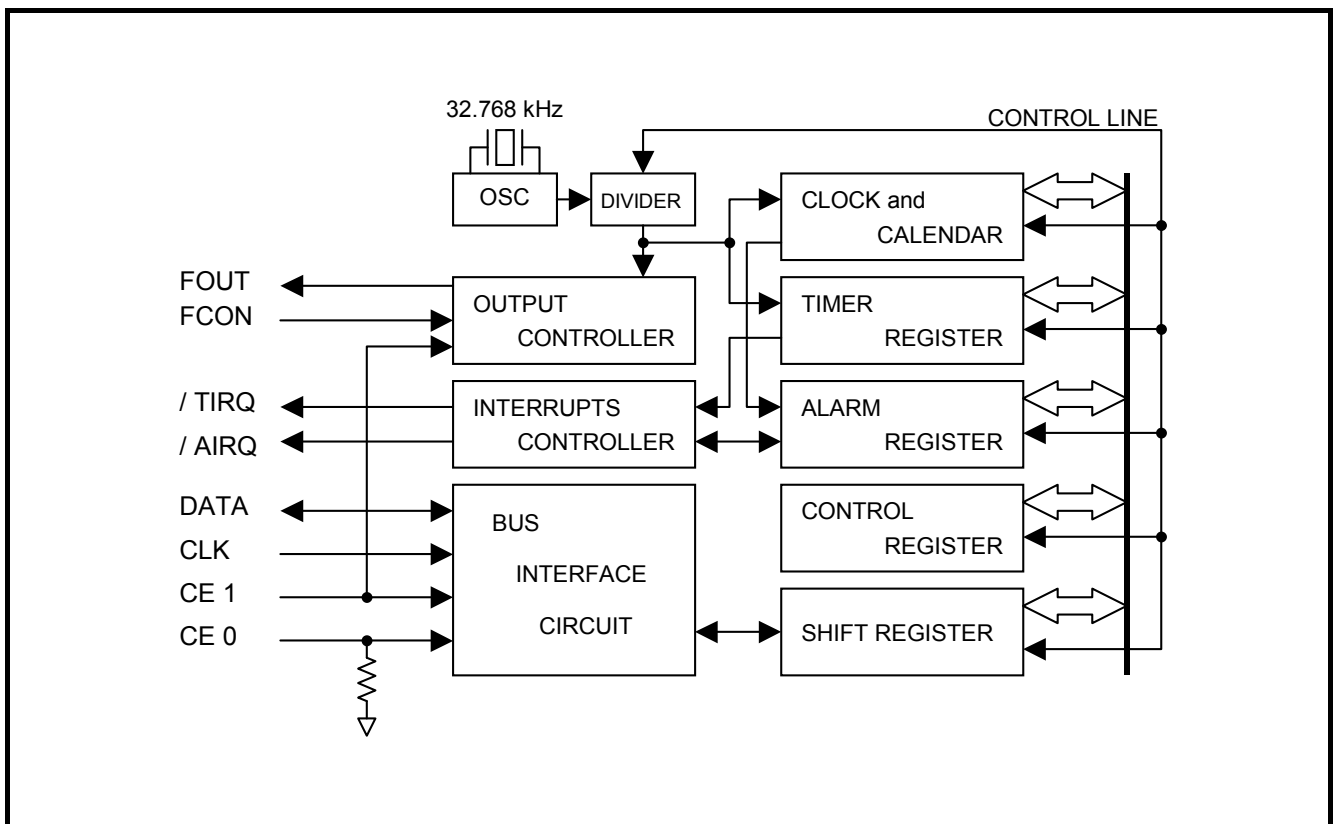 32.768 kHz
CONTROL LINE
OSC
DIVIDER
CLOCK and
CALENDAR
FOUT
FCON
OUTPUT
CONTROLLER
TIMER
REGISTER
/ TIRQ
/ AIRQ
INTERRUPTS
CONTROLLER
ALARM
REGISTER
DATA
CLK
CE 1
CE 0
BUS
INTERFACE
CIRCUIT
CONTROL
REGISTER
SHIFT REGISTER